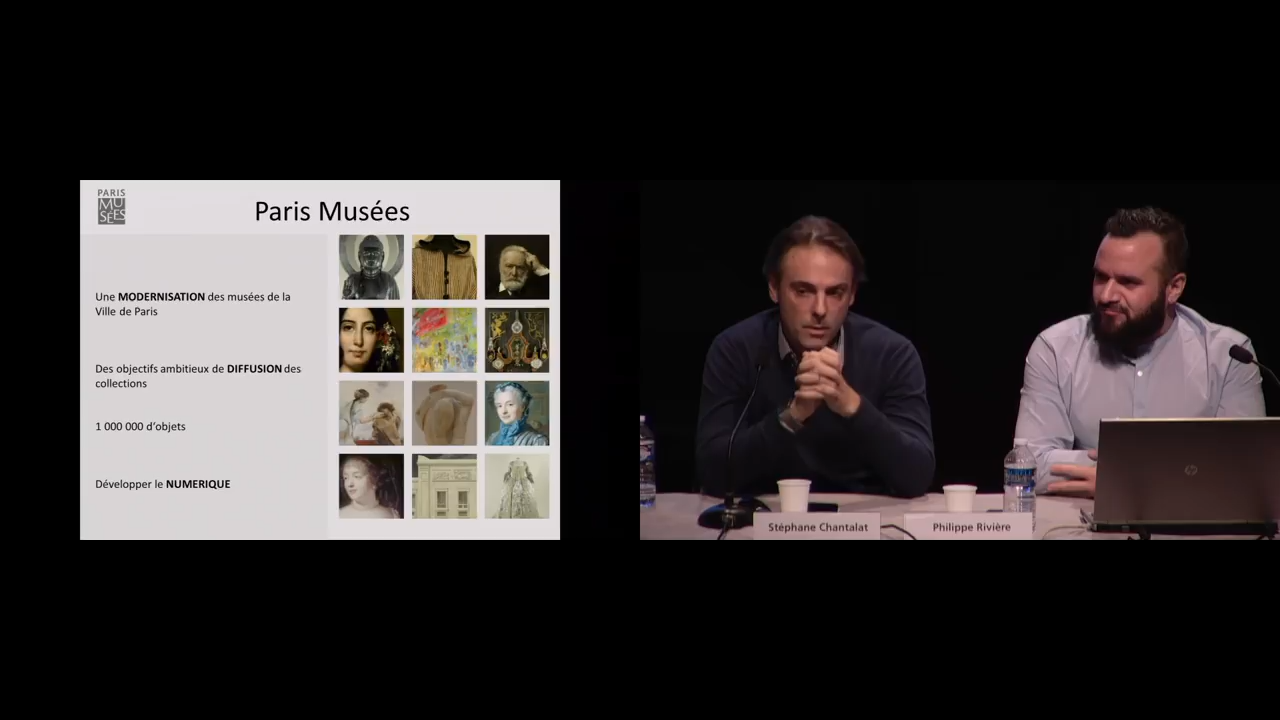 PARIS
MU
SÉES
Paris Musées
Une MODERNISATION des musées de la
Ville de Paris
Des objectifs ambitieux de DIFFUSION des
collections
1 000 000 d'objets
Développer le NUMERIQUE
Stéphane Chantalat
Philippe Rivière
hp